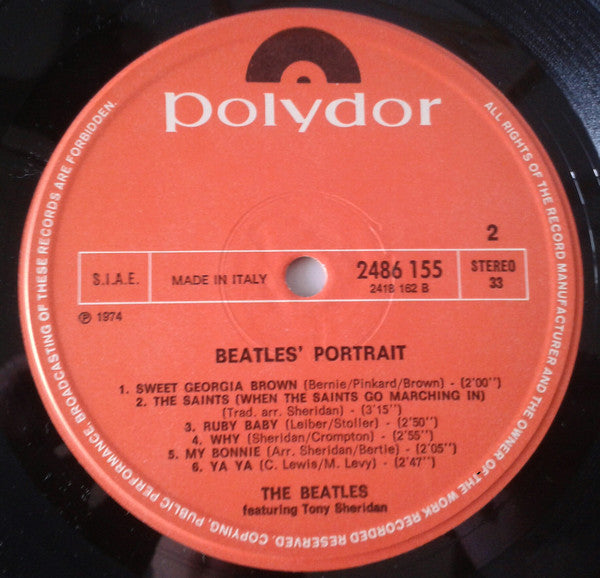 polydor
2
S.I.A.E.
MADE IN ITALY
2486 155
2418 162 B
STEREO
33
℗ 1974
BEATLES' PORTRAIT
1. SWEET GEORGIA BROWN (Bernie/Pinkard/Brown) - (2'00'')
2. THE SAINTS (WHEN THE SAINTS GO MARCHING IN)
(Trad. arr. Sheridan) - (3'15'')
3. RUBY BABY (Leiber/Stoller) - (2'50'')
4. WHY (Sheridan/Crompton) - (2'55'')
5. MY BONNIE (Arr. Sheridan/Bertie) - (2'05'')
6. YA YA (C. Lewis/M. Levy) - (2'47'')
THE BEATLES
featuring Tony Sheridan
ALL RIGHTS OF THE RECORD MANUFACTURER AND THE OWNER OF THE WORK RECORDED RESERVED. COPYING, PUBLIC PERFORMANCE, BROADCASTING OF THESE RECORDS ARE FORBIDDEN.